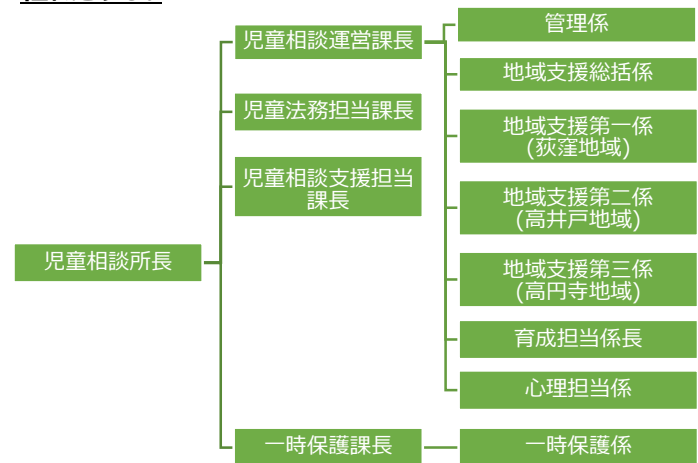 児童相談所長
児童相談運営課長
管理係
地域支援総括係
地域支援第一係
(荻窪地域)
地域支援第二係
(高井戸地域)
地域支援第三係
(高円寺地域)
育成担当係長
心理担当係
児童法務担当課長
児童相談支援担当
課長
一時保護課長
一時保護係